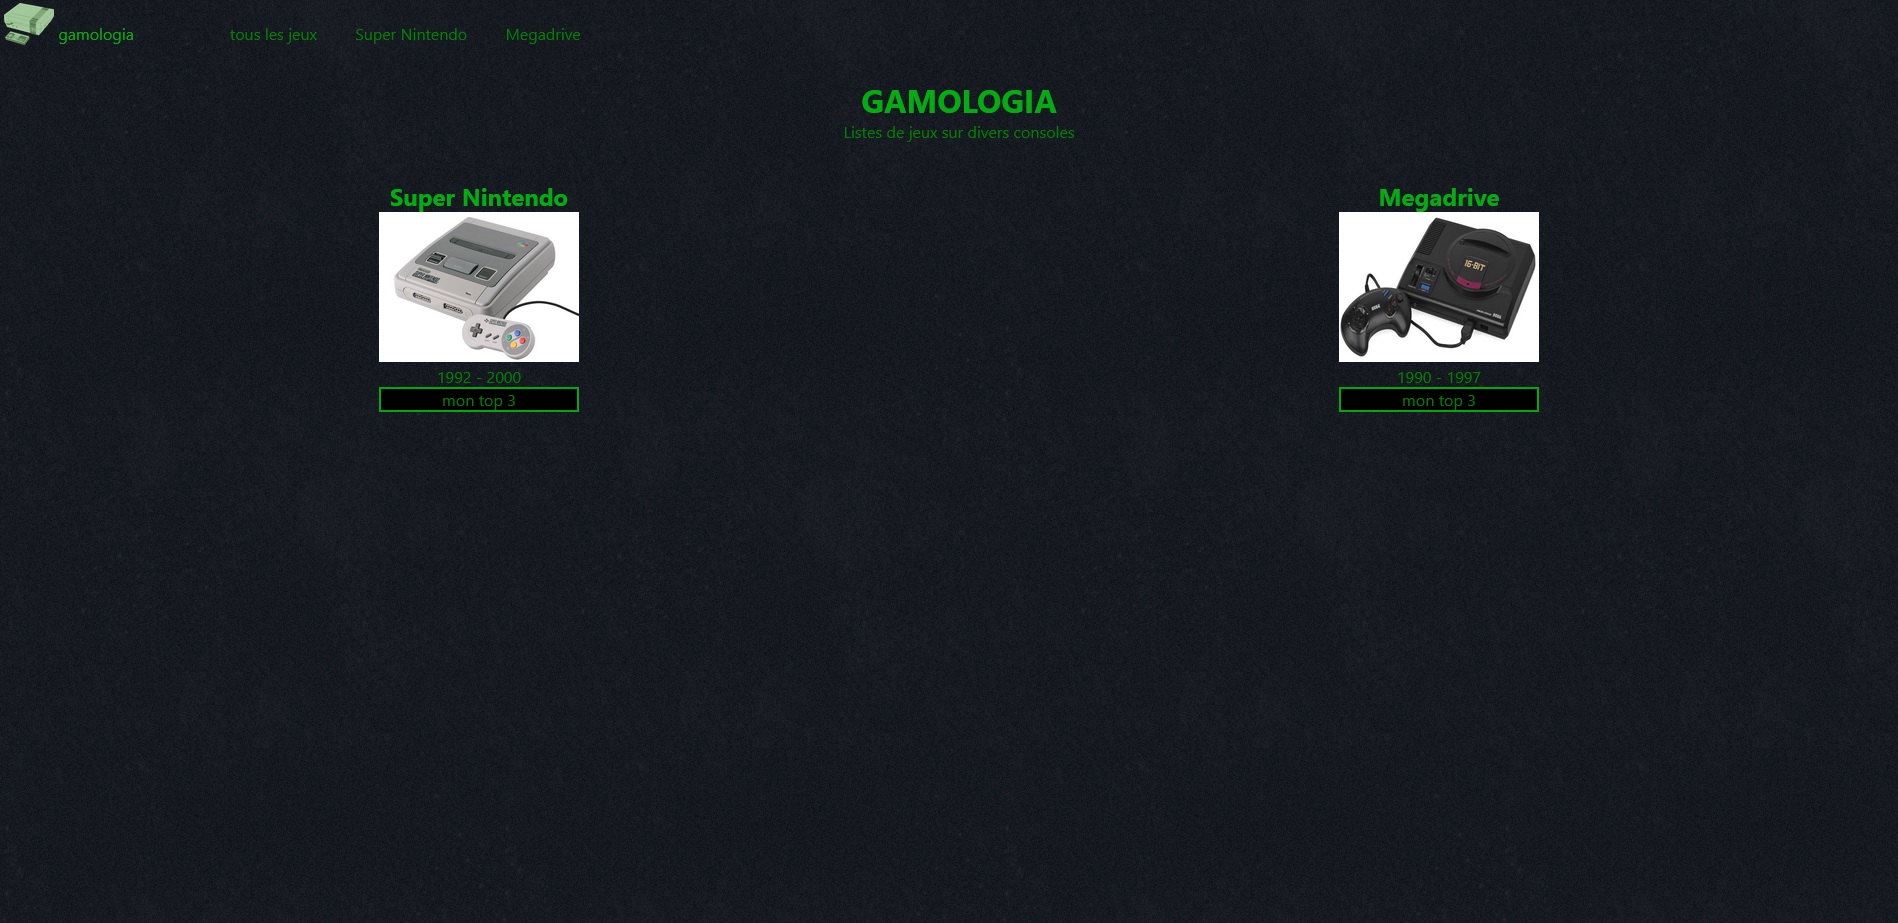 gamologia tous les jeux Super Nintendo Megadrive
GAMOLOGIA
Listes de jeux sur divers consoles
Super Nintendo
Megadrive
16-BIT
1992 - 2000
1990 - 1997
mon top 3
mon top 3